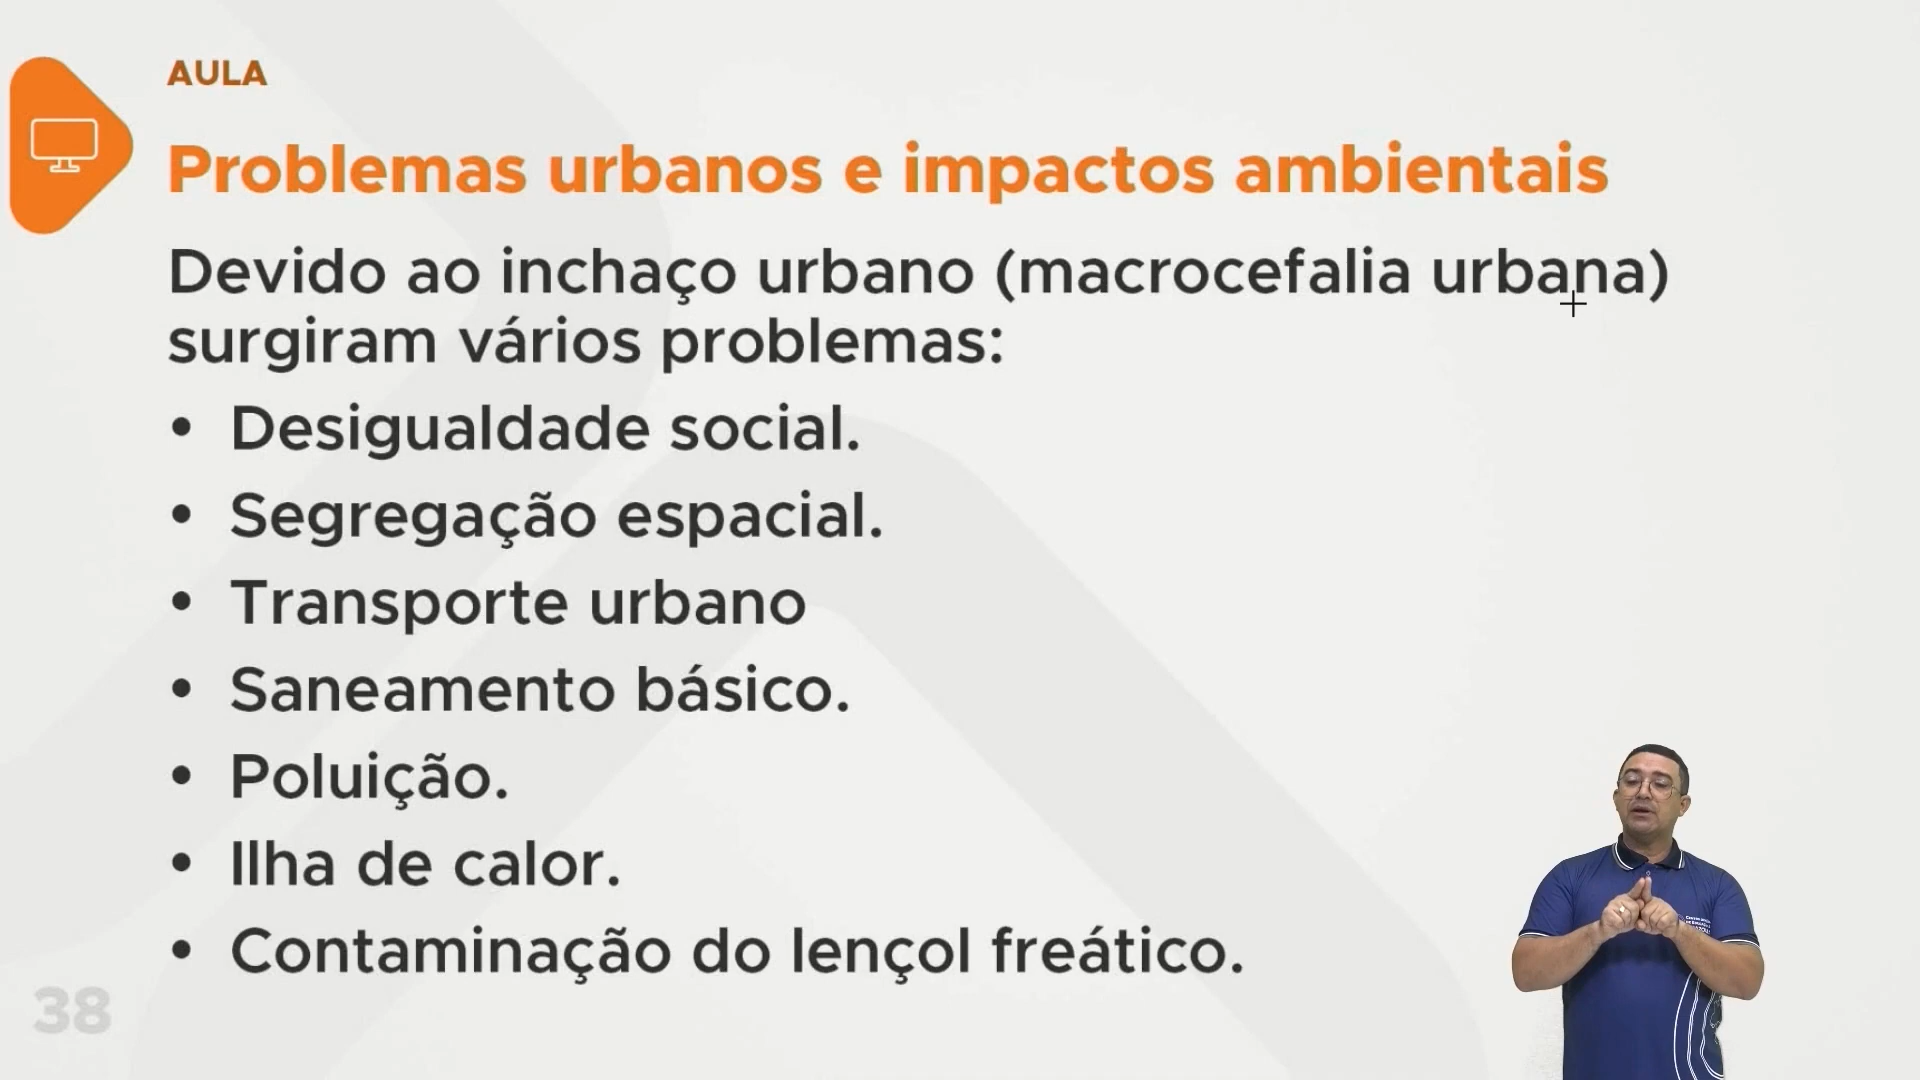 AULA
Problemas urbanos e impactos ambientais
Devido ao inchaço urbano (macrocefalia urbana)
surgiram vários problemas:
• Desigualdade social.
• Segregação espacial.
• Transporte urbano
• Saneamento básico.
• Poluição.
• Ilha de calor.
• Contaminação do lençol freático.
38